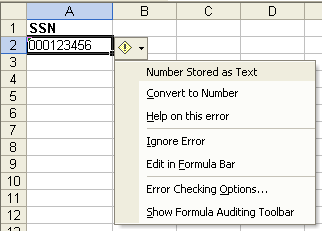 A B C D
1 SSN
2 000123456
3 Number Stored as Text
4 Convert to Number
5 Help on this error
6
7 Ignore Error
8 Edit in Formula Bar
9
10 Error Checking Options...
11
12 Show Formula Auditing Toolbar
13